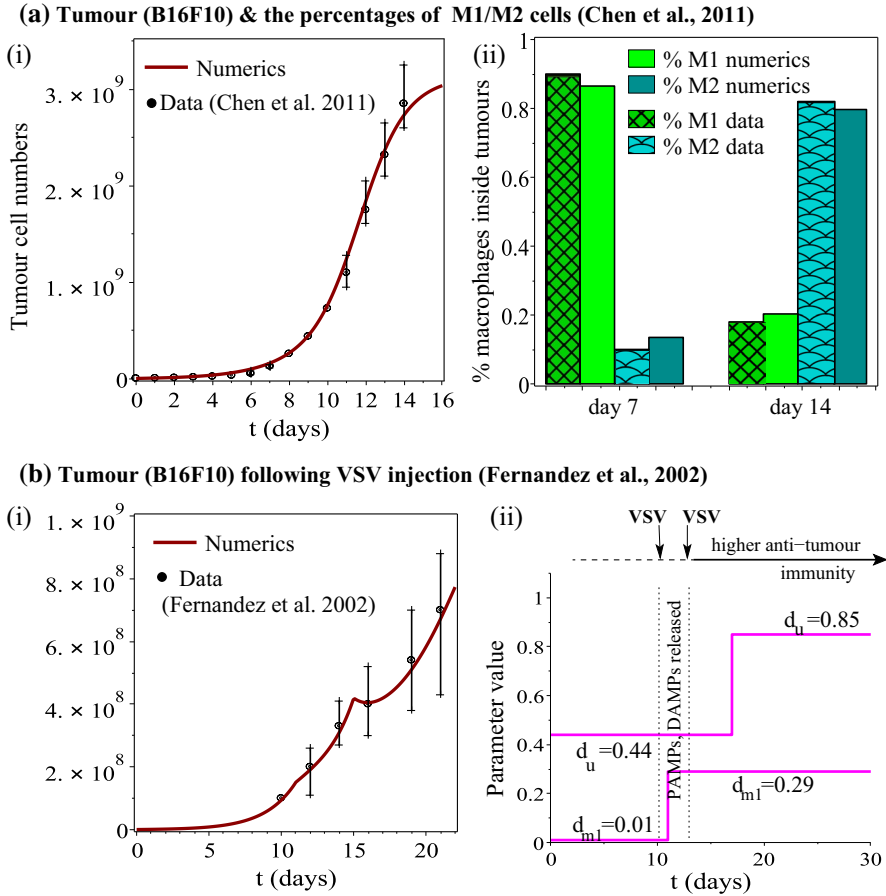 (a) Tumour (B16F10) & the percentages of M1/M2 cells (Chen et al., 2011)
(i)
Numerics
Data (Chen et al. 2011)
Tumour cell numbers
3. × 10^9
2. × 10^9
1. × 10^9
0
0 2 4 6 8 10 12 14 16
t (days)
(ii)
% M1 numerics
% M2 numerics
% M1 data
% M2 data
% macrophages inside tumours
1
0.8
0.6
0.4
0.2
0
day 7 day 14
(b) Tumour (B16F10) following VSV injection (Fernandez et al., 2002)
(i)
Numerics
Data
(Fernandez et al. 2002)
1. × 10^9
8. × 10^8
6. × 10^8
4. × 10^8
2. × 10^8
0
0 5 10 15 20
t (days)
(ii)
VSV VSV
higher anti-tumour
immunity
Parameter value
1
0.8
0.6
0.4
0.2
0
d_u=0.85
d_u=0.44
PAMPs, DAMPs released
d_m1=0.29
d_m1=0.01
0 10 20 30
t (days)